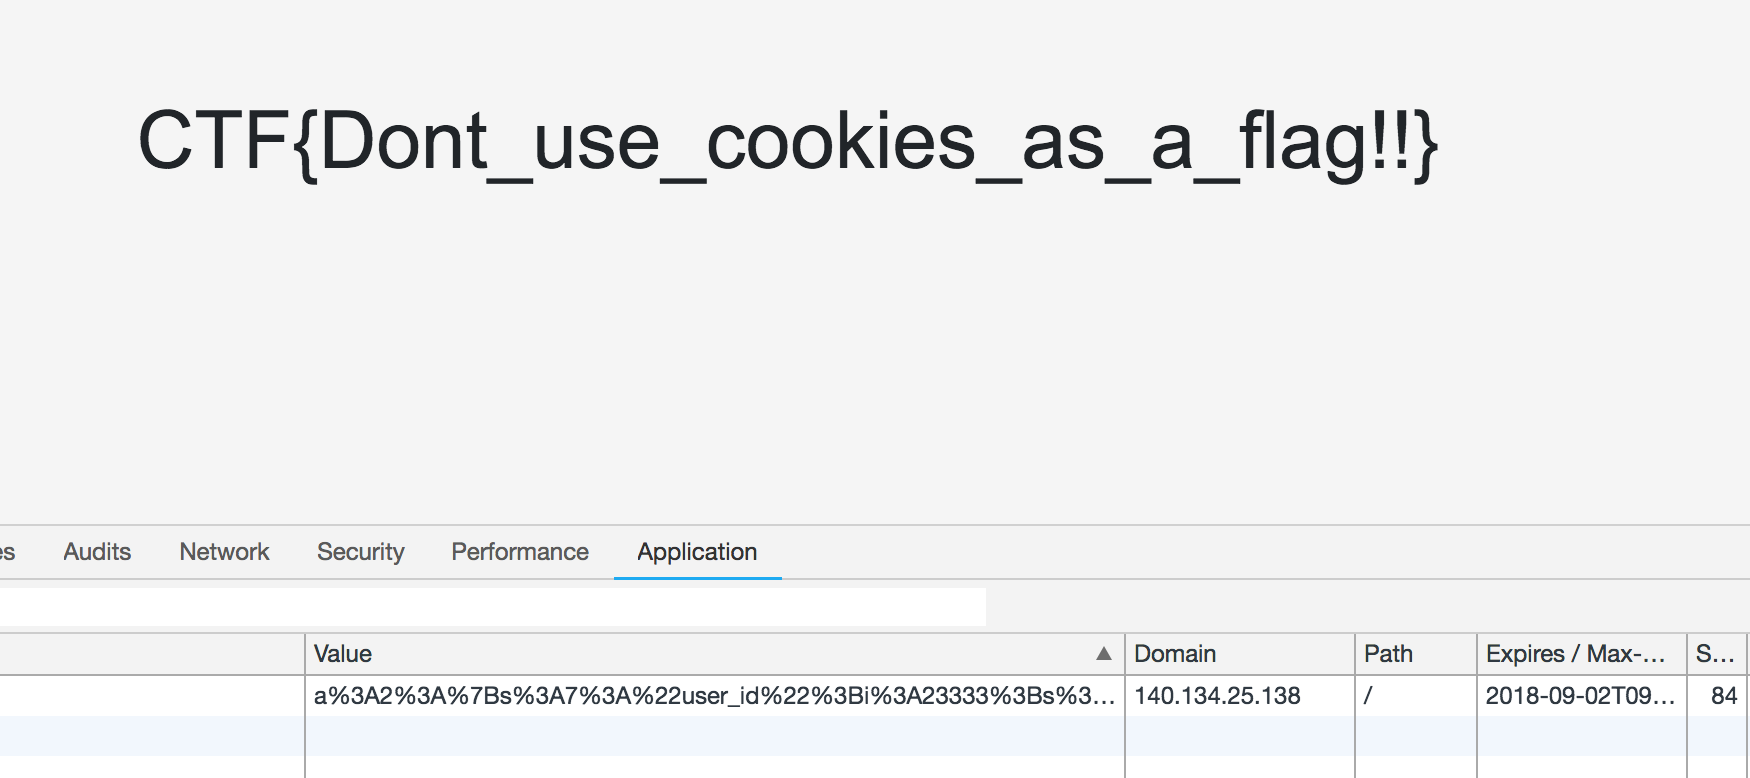 CTF{Dont_use_cookies_as_a_flag!!}
es Audits Network Security Performance Application
Value ▲ Domain Path Expires / Max-... S...
a%3A2%3A%7Bs%3A7%3A%22user_id%22%3Bi%3A23333%3Bs%3... 140.134.25.138 / 2018-09-02T09... 84